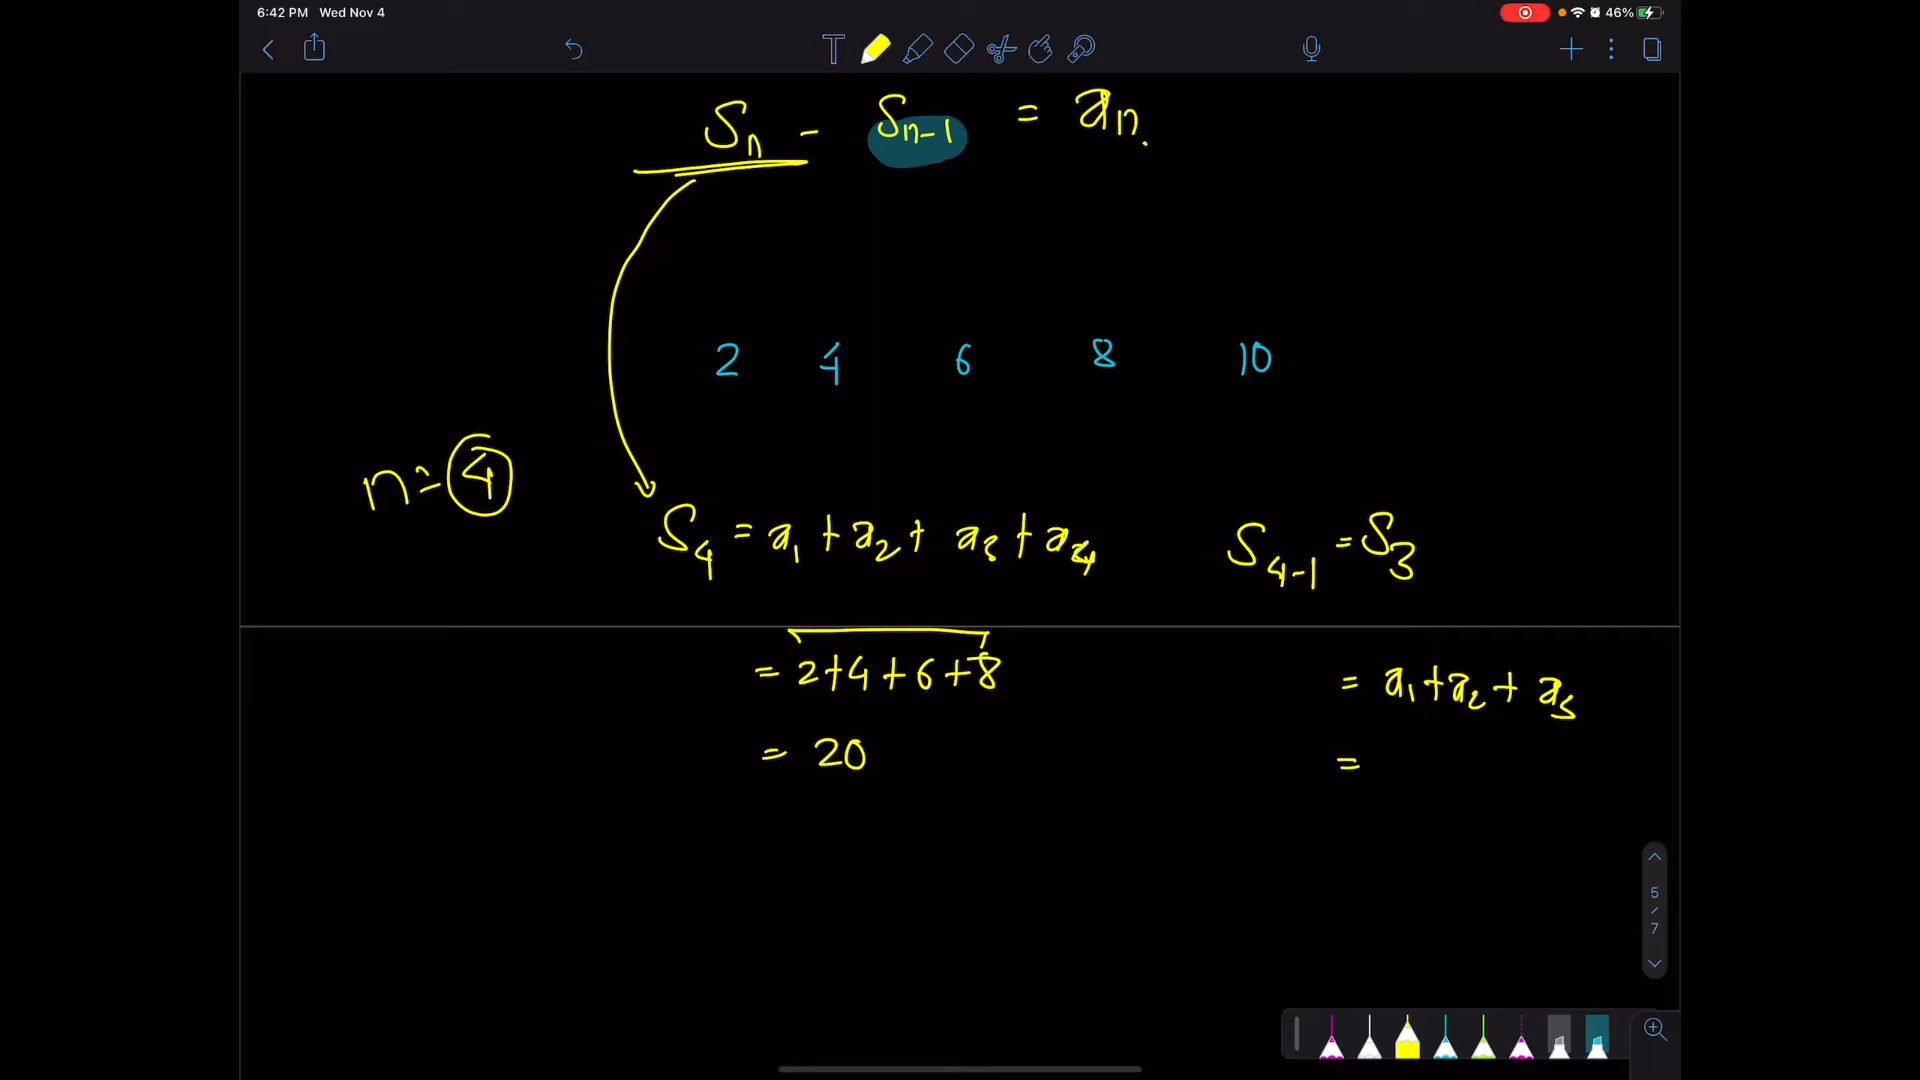 6:42 PM Wed Nov 4 46%
Sₙ - Sₙ₋₁ = aₙ.
2 4 6 8 10
n = 4
S₄ = a₁ + a₂ + a₃ + a₄ S₄₋₁ = S₃
= 2+4+6+8 = a₁+a₂+a₃
= 20 =
5
/
7